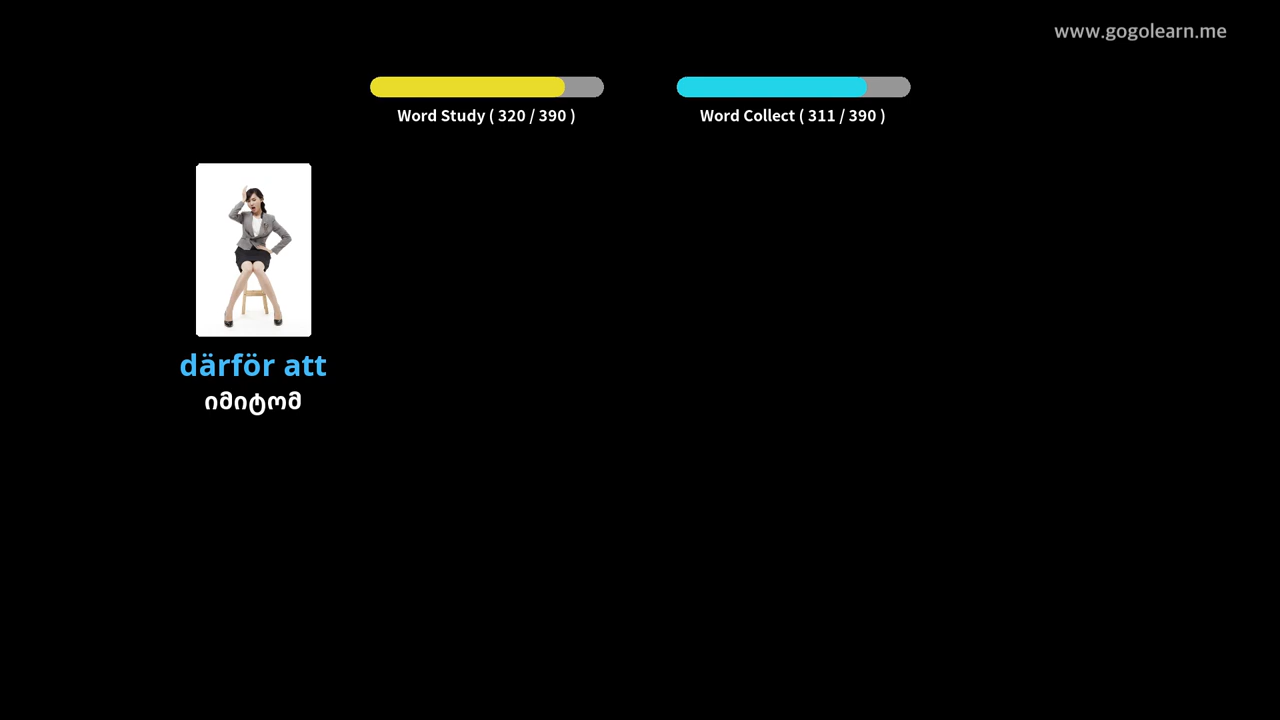 www.gogolearn.me
Word Study ( 320 / 390 )
Word Collect ( 311 / 390 )
därför att
იმიტომ